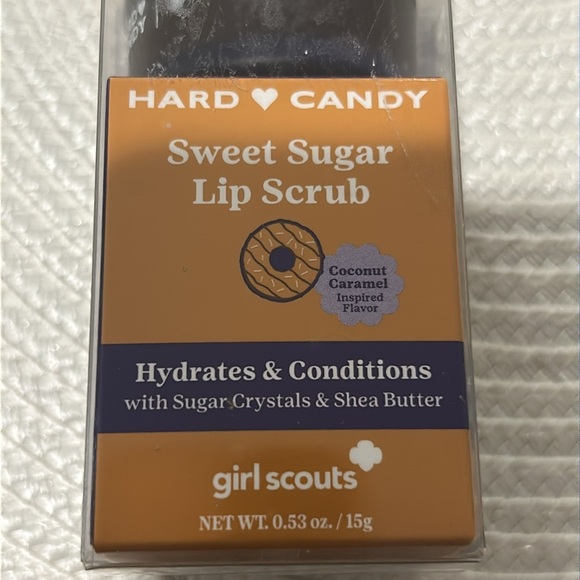 HARD CANDY
Sweet Sugar
Lip Scrub
Coconut
Caramel
Inspired
Flavor
Hydrates & Conditions
with Sugar Crystals & Shea Butter
girl scouts
NET WT. 0.53 oz. / 15g